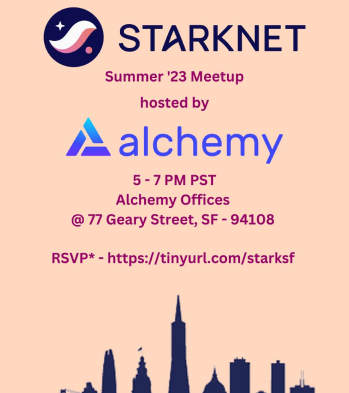 STARKNET
Summer '23 Meetup
hosted by
alchemy
5 - 7 PM PST
Alchemy Offices
@ 77 Geary Street, SF - 94108
RSVP* - https://tinyurl.com/starksf